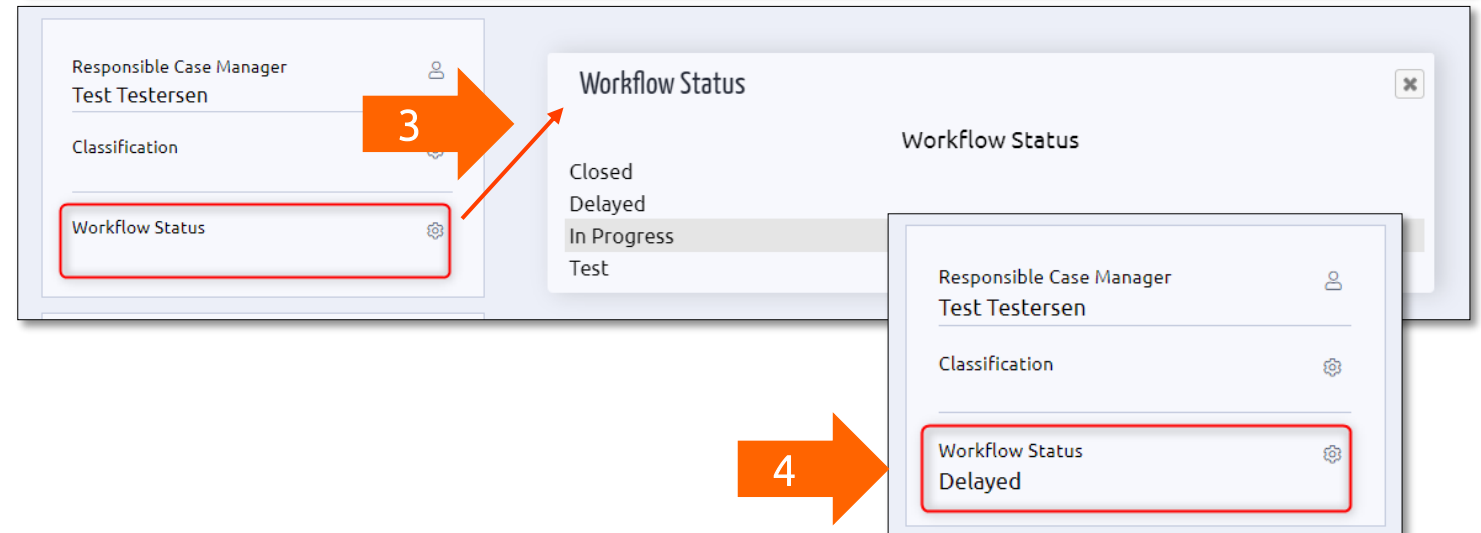 Responsible Case Manager
Test Testersen
3
Classification
Workflow Status
Workflow Status
Workflow Status
Closed
Delayed
In Progress
Test
Responsible Case Manager
Test Testersen
Classification
4
Workflow Status
Delayed